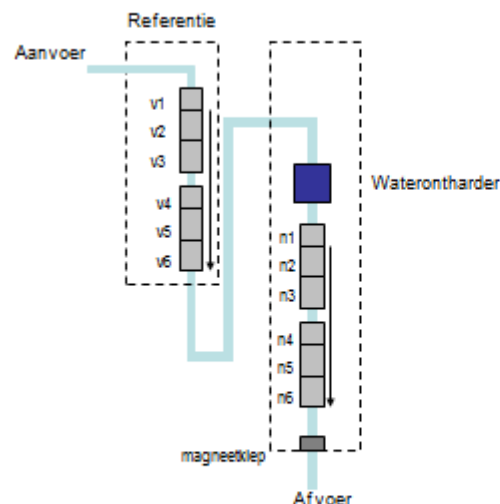 Referentie
Aanvoer
v1
v2
v3
v4
v5
v6
Waterontharder
n1
n2
n3
n4
n5
n6
magneetklep
Afvoer